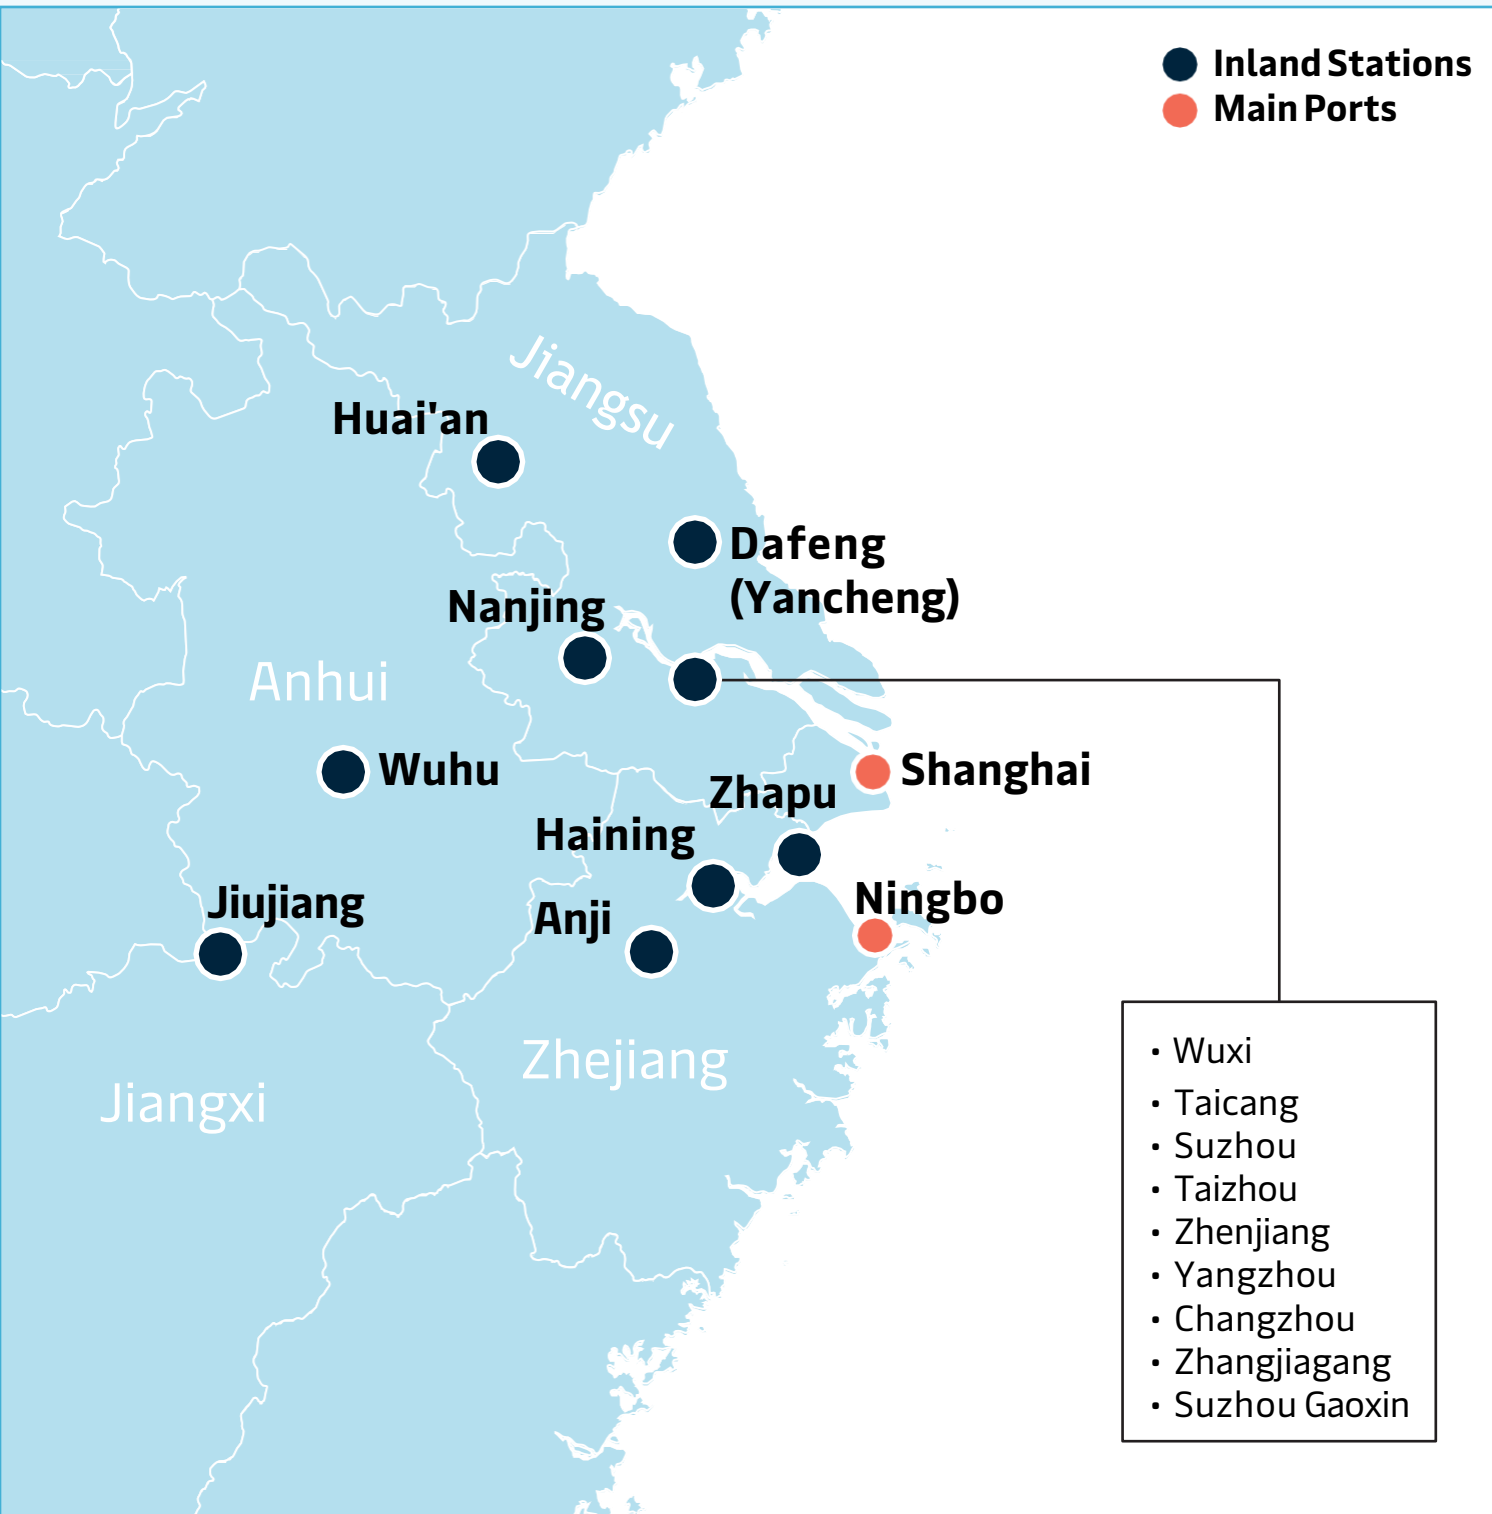 Inland Stations
Main Ports
Jiangsu
Huai'an
Dafeng
(Yancheng)
Nanjing
Anhui
Wuhu
Shanghai
Zhapu
Haining
Jiujiang
Anji
Ningbo
Zhejiang
Jiangxi
· Wuxi
· Taicang
· Suzhou
· Taizhou
· Zhenjiang
· Yangzhou
· Changzhou
· Zhangjiagang
· Suzhou Gaoxin